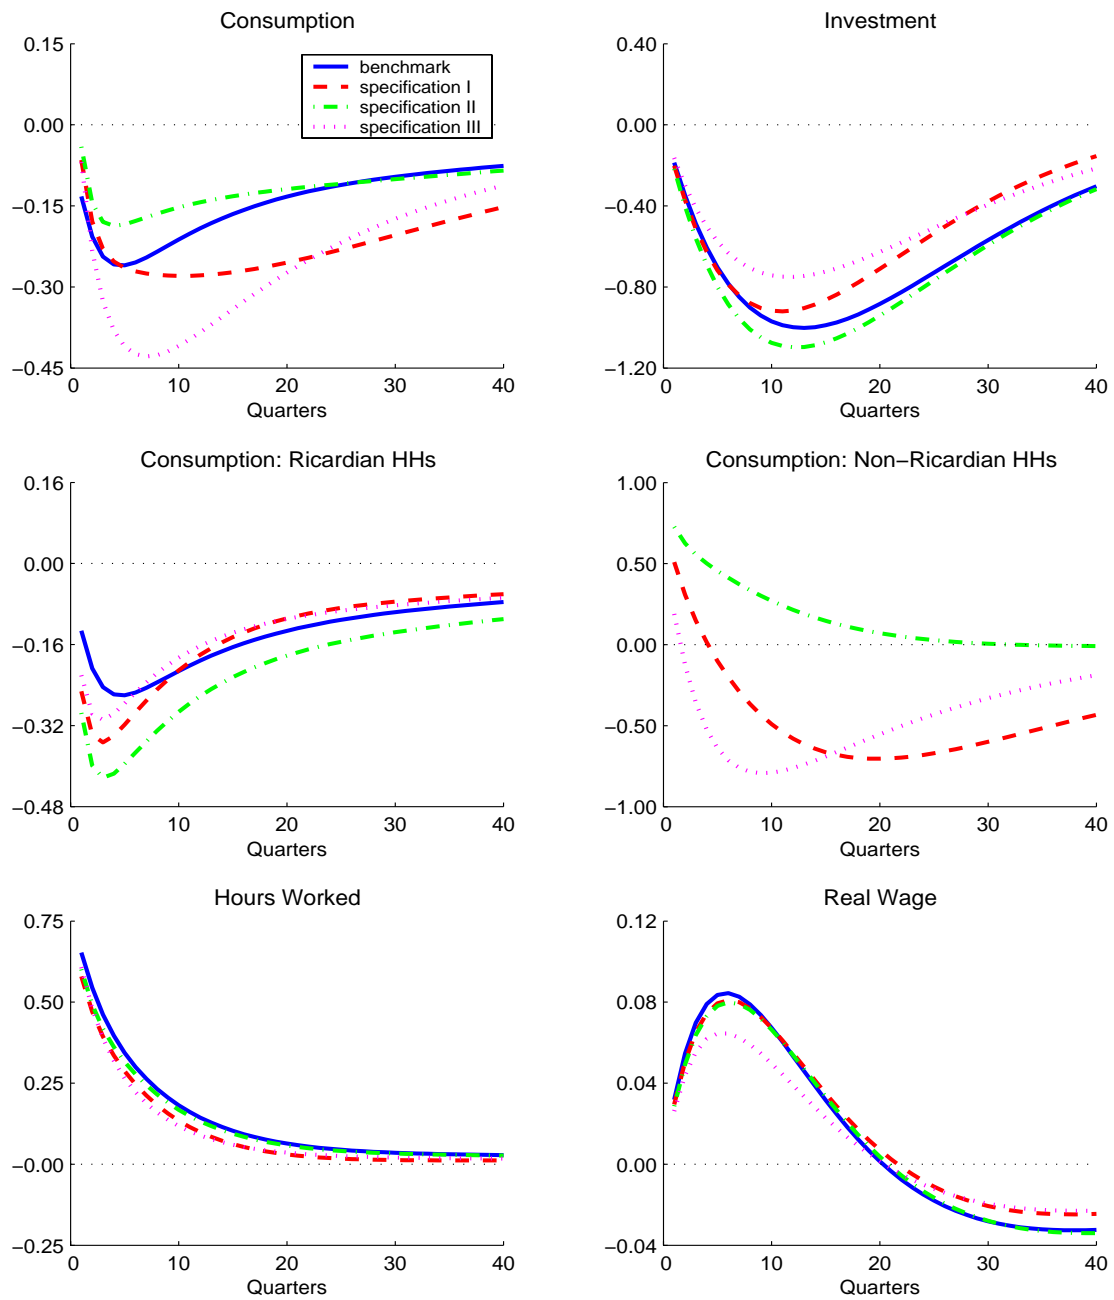 Consumption
0.15
0.00
−0.15
−0.30
−0.45
benchmark
specification I
specification II
specification III
0 10 20 30 40
Quarters
Investment
0.40
0.00
−0.40
−0.80
−1.20
0 10 20 30 40
Quarters
Consumption: Ricardian HHs
0.16
0.00
−0.16
−0.32
−0.48
0 10 20 30 40
Quarters
Consumption: Non−Ricardian HHs
1.00
0.50
0.00
−0.50
−1.00
0 10 20 30 40
Quarters
Hours Worked
0.75
0.50
0.25
−0.00
−0.25
0 10 20 30 40
Quarters
Real Wage
0.12
0.08
0.04
0.00
−0.04
0 10 20 30 40
Quarters